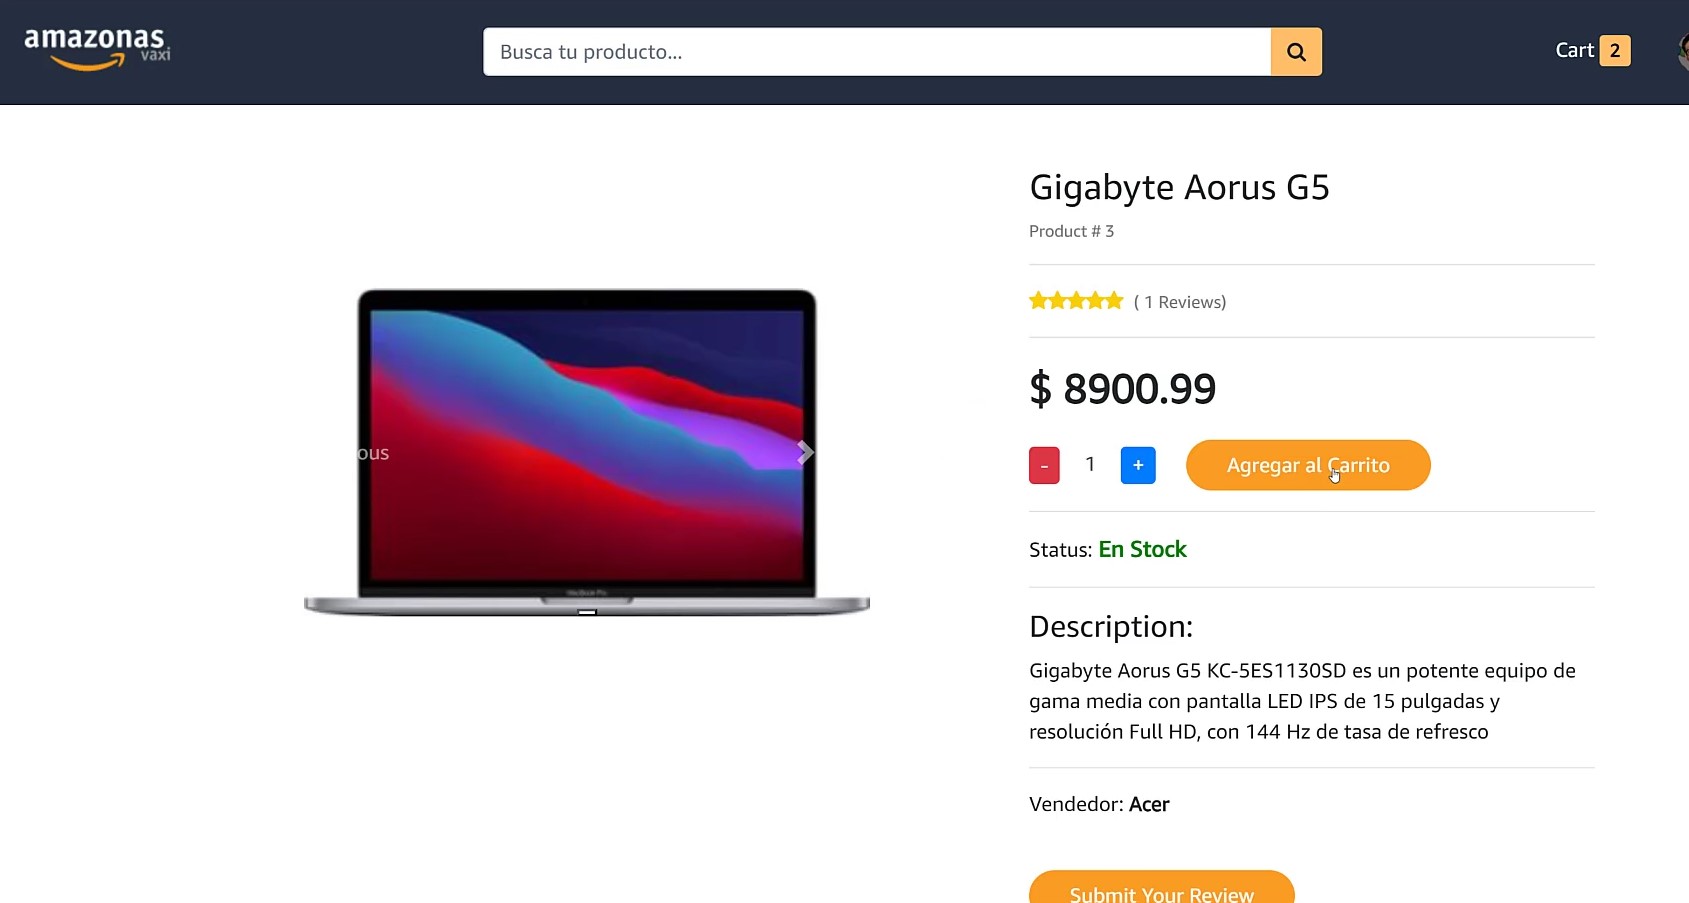 amazonas
vaxi
Busca tu producto...
Cart 2
Gigabyte Aorus G5
Product # 3
( 1 Reviews)
$ 8900.99
- 1 + Agregar al Carrito
ous
Status: En Stock
Description:
Gigabyte Aorus G5 KC-5ES1130SD es un potente equipo de
gama media con pantalla LED IPS de 15 pulgadas y
resolución Full HD, con 144 Hz de tasa de refresco
MacBook Pro
Vendedor: Acer
Submit Your Review